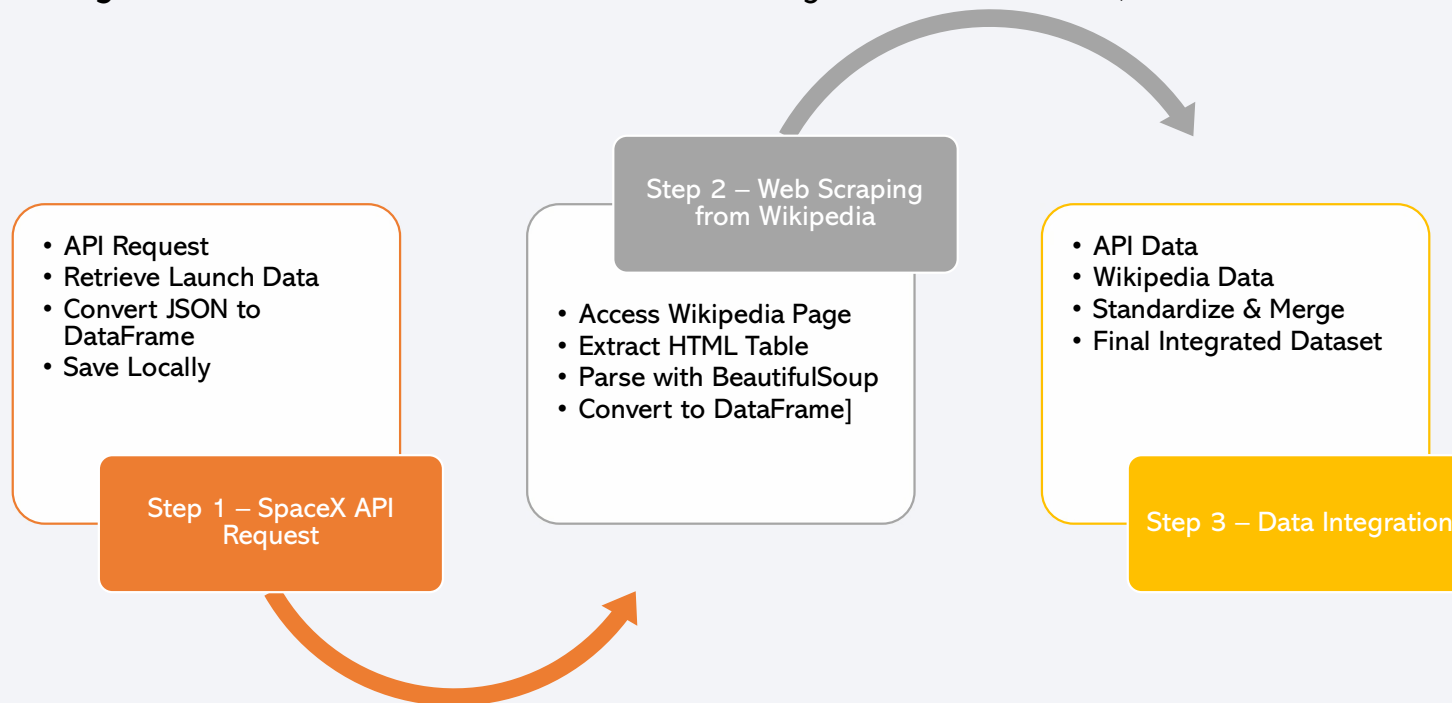 • API Request
• Retrieve Launch Data
• Convert JSON to
DataFrame
• Save Locally
Step 1 – SpaceX API
Request
Step 2 – Web Scraping
from Wikipedia
• Access Wikipedia Page
• Extract HTML Table
• Parse with BeautifulSoup
• Convert to DataFrame]
• API Data
• Wikipedia Data
• Standardize & Merge
• Final Integrated Dataset
Step 3 – Data Integration